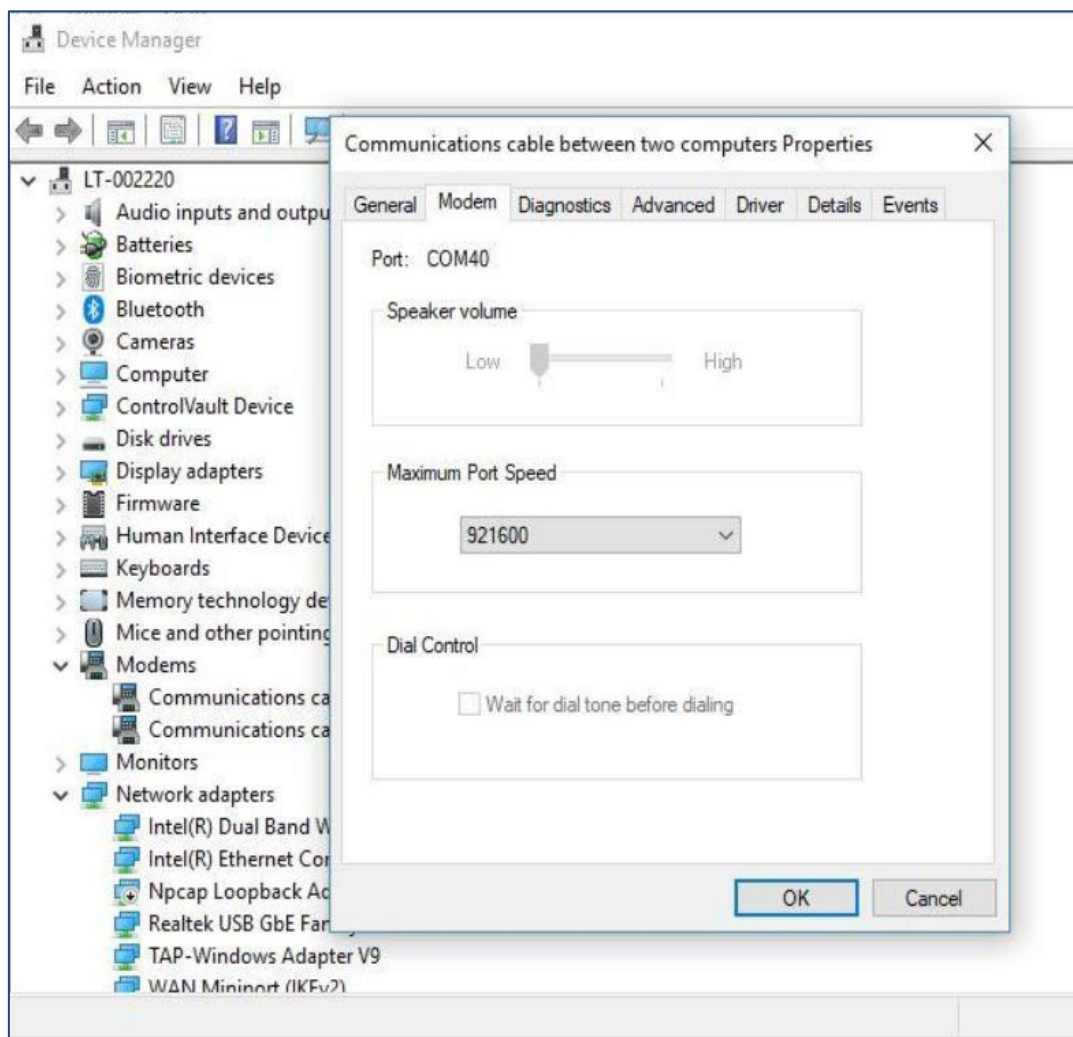 Device Manager
File Action View Help
Communications cable between two computers Properties
General Modem Diagnostics Advanced Driver Details Events
Port: COM40
Speaker volume
Low High
Maximum Port Speed
921600
Dial Control
Wait for dial tone before dialing
OK Cancel
LT-002220
Audio inputs and outpu
Batteries
Biometric devices
Bluetooth
Cameras
Computer
ControlVault Device
Disk drives
Display adapters
Firmware
Human Interface Device
Keyboards
Memory technology de
Mice and other pointing
Modems
Communications ca
Communications ca
Monitors
Network adapters
Intel(R) Dual Band W
Intel(R) Ethernet Cor
Npcap Loopback Ad
Realtek USB GbE Fam
TAP-Windows Adapter V9
WAN Miniport (IKEv2)